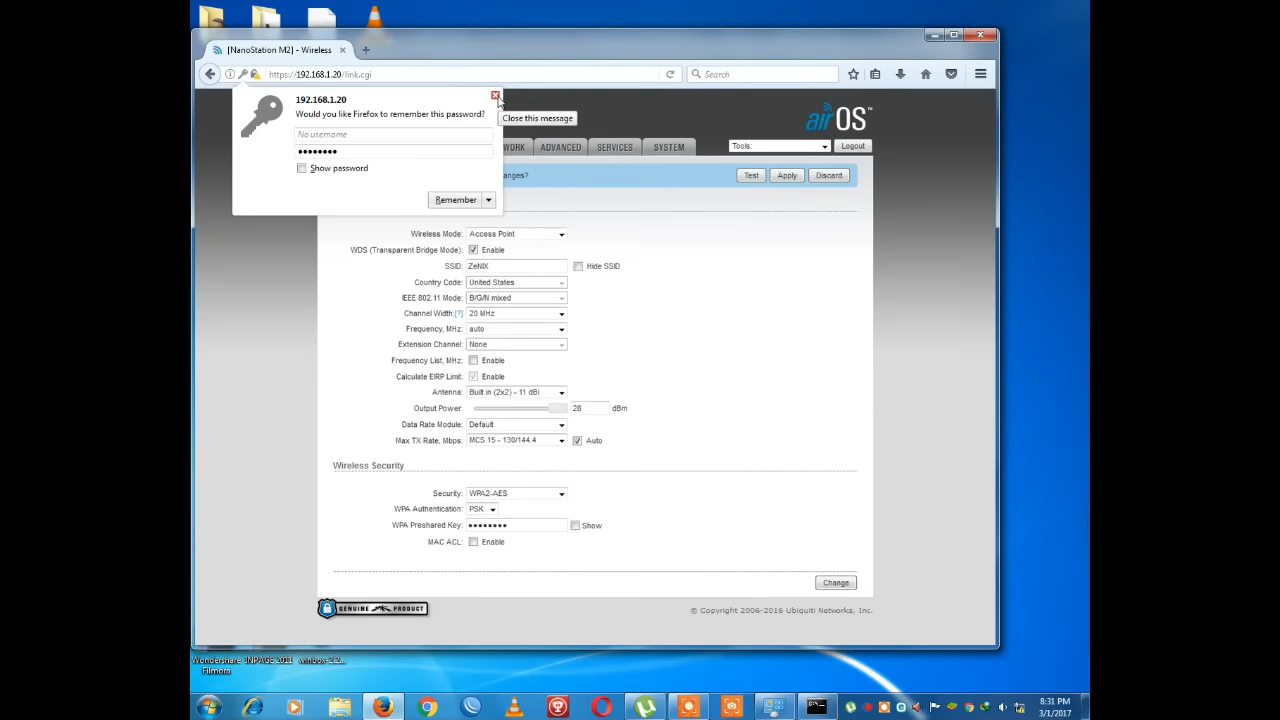 [NanoStation M2] - Wireless
https://192.168.1.20/link.cgi
Search
192.168.1.20
Would you like Firefox to remember this password?
Close this message
No username
Show password
Remember
airOS™
WORK ADVANCED SERVICES SYSTEM
Tools:
Logout
anges?
Test Apply Discard
Wireless Mode: Access Point
WDS (Transparent Bridge Mode): Enable
SSID: ZeNIX Hide SSID
Country Code: United States
IEEE 802.11 Mode: B/G/N mixed
Channel Width:[?] 20 MHz
Frequency, MHz: auto
Extension Channel: None
Frequency List, MHz: Enable
Calculate EIRP Limit: Enable
Antenna: Built in (2x2) - 11 dBi
Output Power: 28 dBm
Data Rate Module: Default
Max TX Rate, Mbps: MCS 15 - 130/144.4 Auto
Wireless Security
Security: WPA2-AES
WPA Authentication: PSK
WPA Preshared Key: •••••••• Show
MAC ACL: Enable
Change
GENUINE PRODUCT
© Copyright 2006-2016 Ubiquiti Networks, Inc.
Wondershare INPAGE 2011 winbox-2.2...
Filmora
8:31 PM
3/1/2017